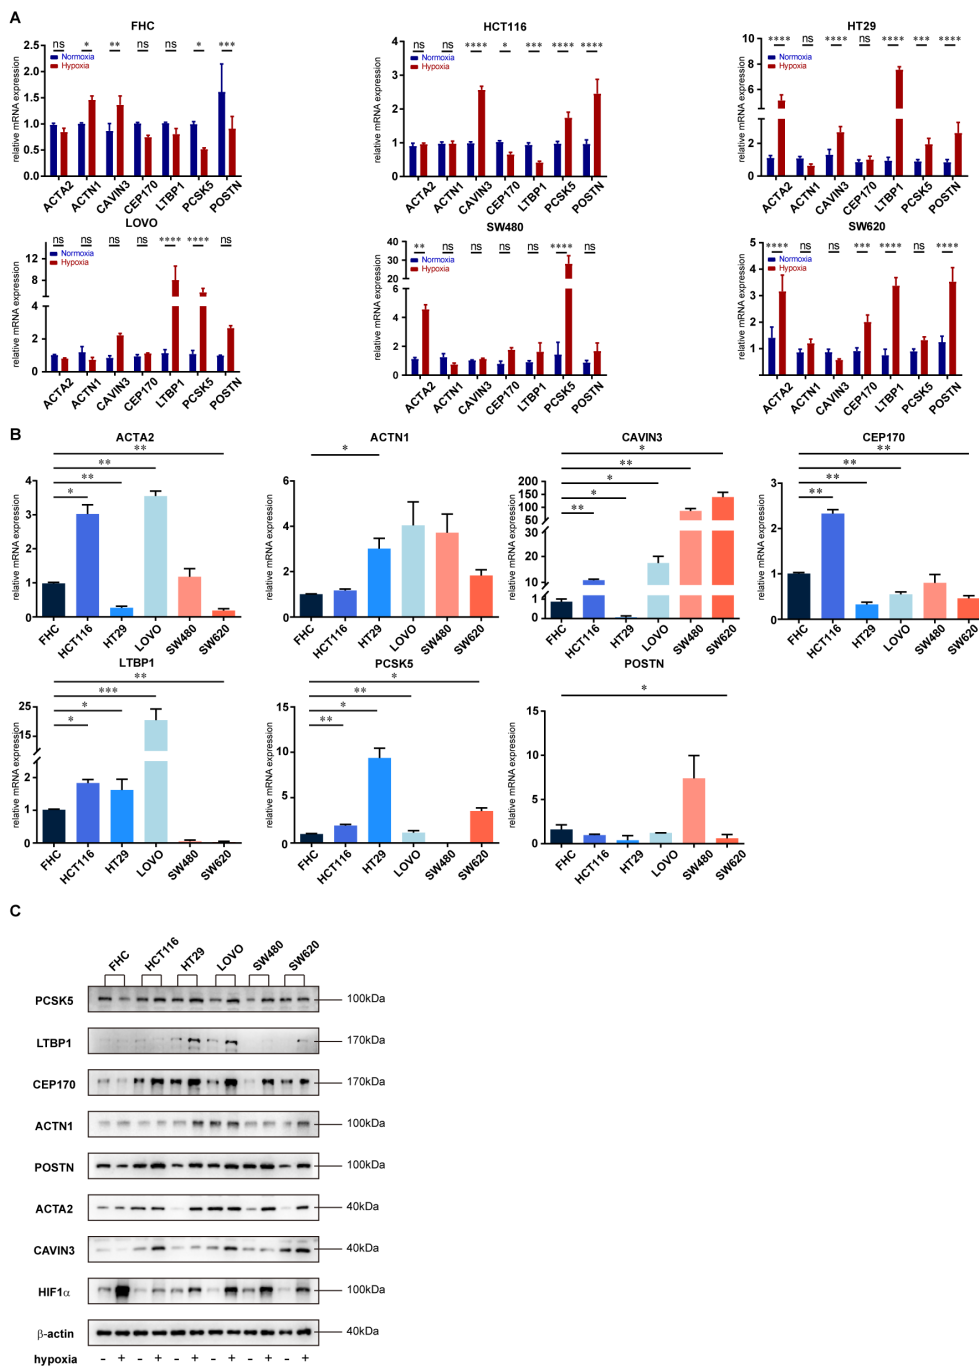 A
FHC
ns * ** ns ns * ***
Normoxia
Hypoxia
relative mRNA expression
2.5
2.0
1.5
1.0
0.5
0.0
ACTA2 ACTN1 CAVIN3 CEP170 LTBP1 PCSK5 POSTN
HCT116
ns ns **** * *** **** ****
Normoxia
Hypoxia
relative mRNA expression
4
3
2
1
0
ACTA2 ACTN1 CAVIN3 CEP170 LTBP1 PCSK5 POSTN
HT29
**** ns **** ns **** *** ****
Normoxia
Hypoxia
relative mRNA expression
10
8
6
4
2
0
ACTA2 ACTN1 CAVIN3 CEP170 LTBP1 PCSK5 POSTN
LOVO
ns ns ns ns **** **** ns
Normoxia
Hypoxia
relative mRNA expression
12
8
4
2
0
ACTA2 ACTN1 CAVIN3 CEP170 LTBP1 PCSK5 POSTN
SW480
** ns ns ns ns **** ns
Normoxia
Hypoxia
relative mRNA expression
40
30
20
6
4
2
0
ACTA2 ACTN1 CAVIN3 CEP170 LTBP1 PCSK5 POSTN
SW620
**** ns ns *** **** ns ****
Normoxia
Hypoxia
relative mRNA expression
5
4
3
2
1
ACTA2 ACTN1 CAVIN3 CEP170 LTBP1 PCSK5 POSTN
B
ACTA2
**
**
**
*
relative mRNA expression
4
3
2
1
0
FHC HCT116 HT29 LOVO SW480 SW620
ACTN1
*
relative mRNA expression
6
4
2
0
FHC HCT116 HT29 LOVO SW480 SW620
CAVIN3
*
**
*
*
**
relative mRNA expression
200
150
100
50
30
20
10
1
0
FHC HCT116 HT29 LOVO SW480 SW620
CEP170
**
**
**
**
relative mRNA expression
3
2
1
0
FHC HCT116 HT29 LOVO SW480 SW620
LTBP1
**
***
*
*
relative mRNA expression
25
15
2
1
0
FHC HCT116 HT29 LOVO SW480 SW620
PCSK5
*
**
*
**
relative mRNA expression
15
10
5
0
FHC HCT116 HT29 LOVO SW480 SW620
POSTN
*
relative mRNA expression
15
10
5
0
FHC HCT116 HT29 LOVO SW480 SW620
C
FHC HCT116 HT29 LOVO SW480 SW620
PCSK5 100kDa
LTBP1 170kDa
CEP170 170kDa
ACTN1 100kDa
POSTN 100kDa
ACTA2 40kDa
CAVIN3 40kDa
HIF1α 100kDa
β-actin 40kDa
hypoxia - + - + - + - + - + - +